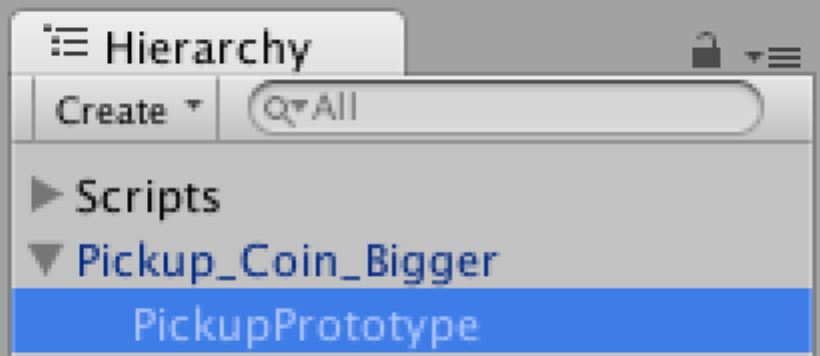 Hierarchy
Create All
Scripts
Pickup_Coin_Bigger
PickupPrototype